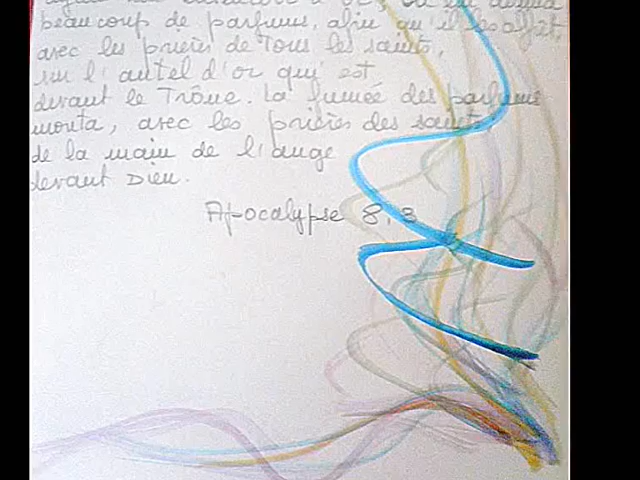 beaucoup de parfums, afin qu'il les offrît,
avec les prières de Tous les saints,
sur l'autel d'or qui est
devant le Trône. La fumée des parfums
monta, avec les prières des saints,
de la main de l'ange
devant Dieu.
Apocalypse 8, 3